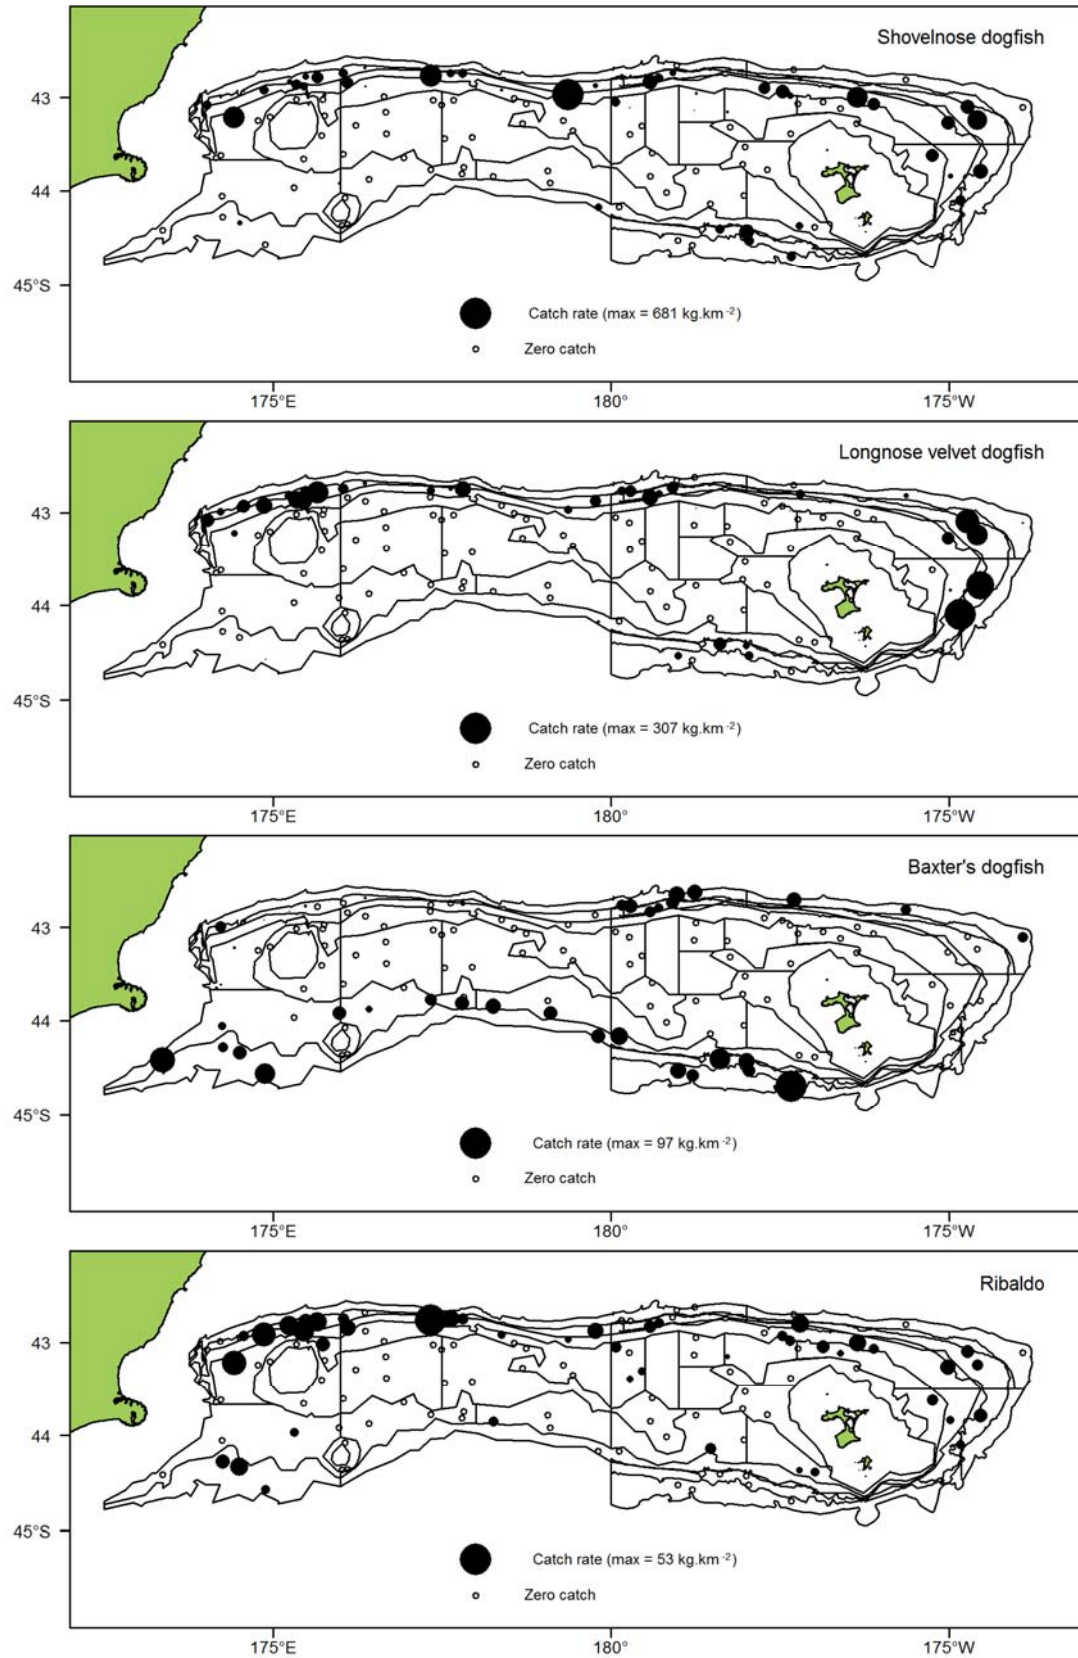 Shovelnose dogfish
43
44
45°S
Catch rate (max = 681 kg.km⁻²)
Zero catch
175°E 180° 175°W
Longnose velvet dogfish
43
44
45°S
Catch rate (max = 307 kg.km⁻²)
Zero catch
175°E 180° 175°W
Baxter's dogfish
43
44
45°S
Catch rate (max = 97 kg.km⁻²)
Zero catch
175°E 180° 175°W
Ribaldo
43
44
45°S
Catch rate (max = 53 kg.km⁻²)
Zero catch
175°E 180° 175°W